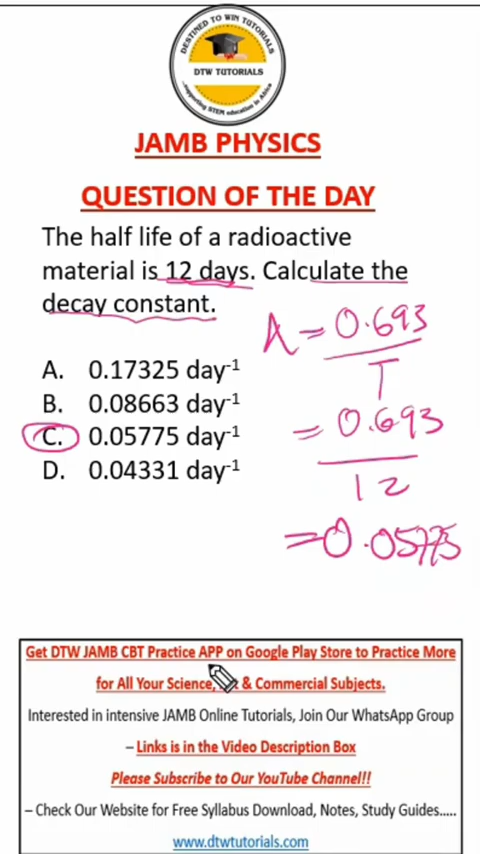 DESTINED TO WIN TUTORIALS
DTW TUTORIALS
...supporting STEM education in Africa
JAMB PHYSICS
QUESTION OF THE DAY
The half life of a radioactive
material is 12 days. Calculate the
decay constant.
λ = 0.693
T
A. 0.17325 day⁻¹
B. 0.08663 day⁻¹
= 0.693
12
C. 0.05775 day⁻¹
D. 0.04331 day⁻¹
= 0.05775
Get DTW JAMB CBT Practice APP on Google Play Store to Practice More
for All Your Science, & Commercial Subjects.
Interested in intensive JAMB Online Tutorials, Join Our WhatsApp Group
– Links is in the Video Description Box
Please Subscribe to Our YouTube Channel!!
– Check Our Website for Free Syllabus Download, Notes, Study Guides.....
www.dtwtutorials.com